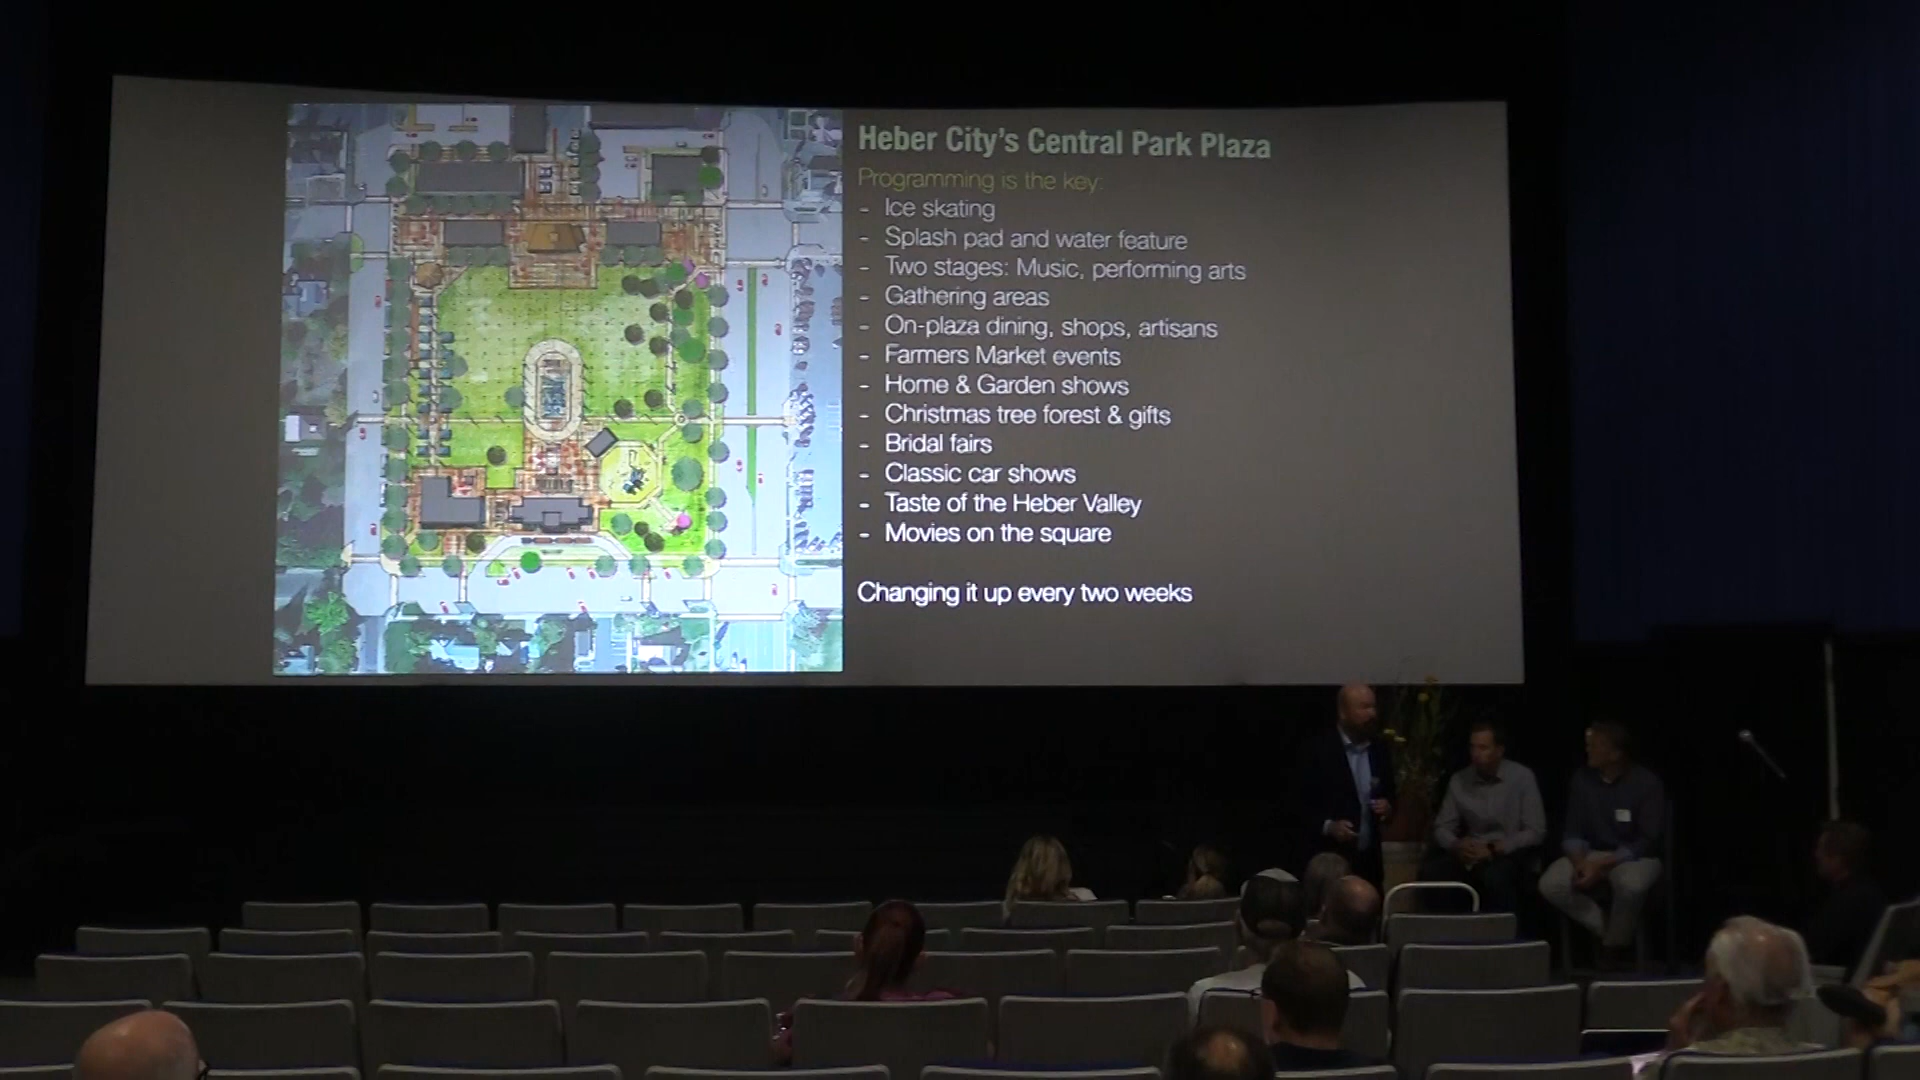 Heber City's Central Park Plaza
Programming is the key:
- Ice skating
- Splash pad and water feature
- Two stages: Music, performing arts
- Gathering areas
- On-plaza dining, shops, artisans
- Farmers Market events
- Home & Garden shows
- Christmas tree forest & gifts
- Bridal fairs
- Classic car shows
- Taste of the Heber Valley
- Movies on the square
Changing it up every two weeks